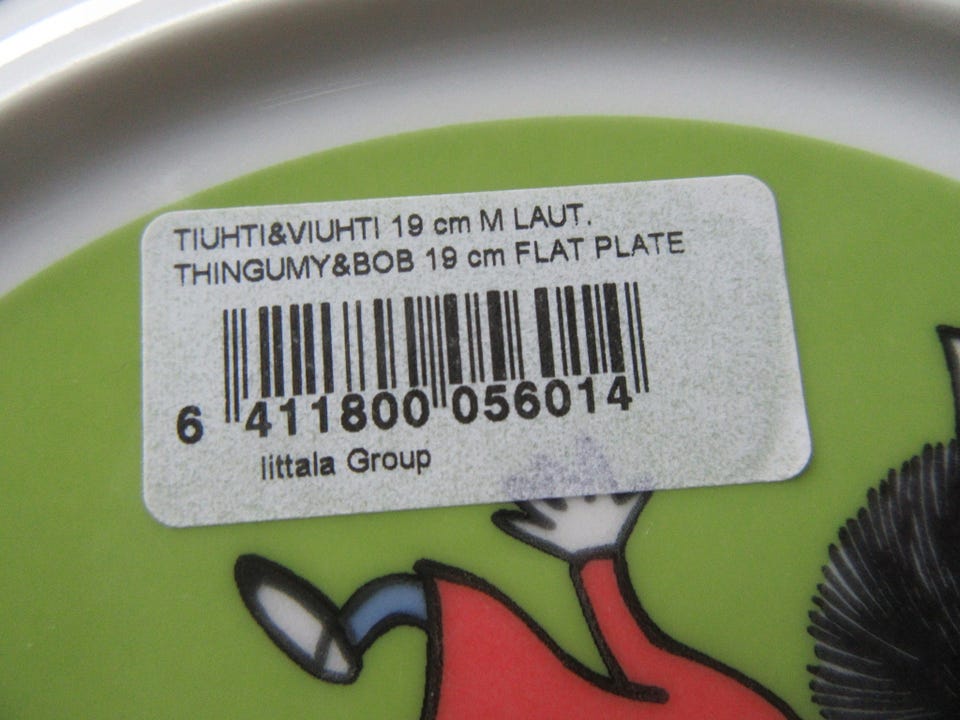 TIUHTI&VIUHTI 19 cm M LAUT.
THINGUMY&BOB 19 cm FLAT PLATE
6 411800 056014
Iittala Group